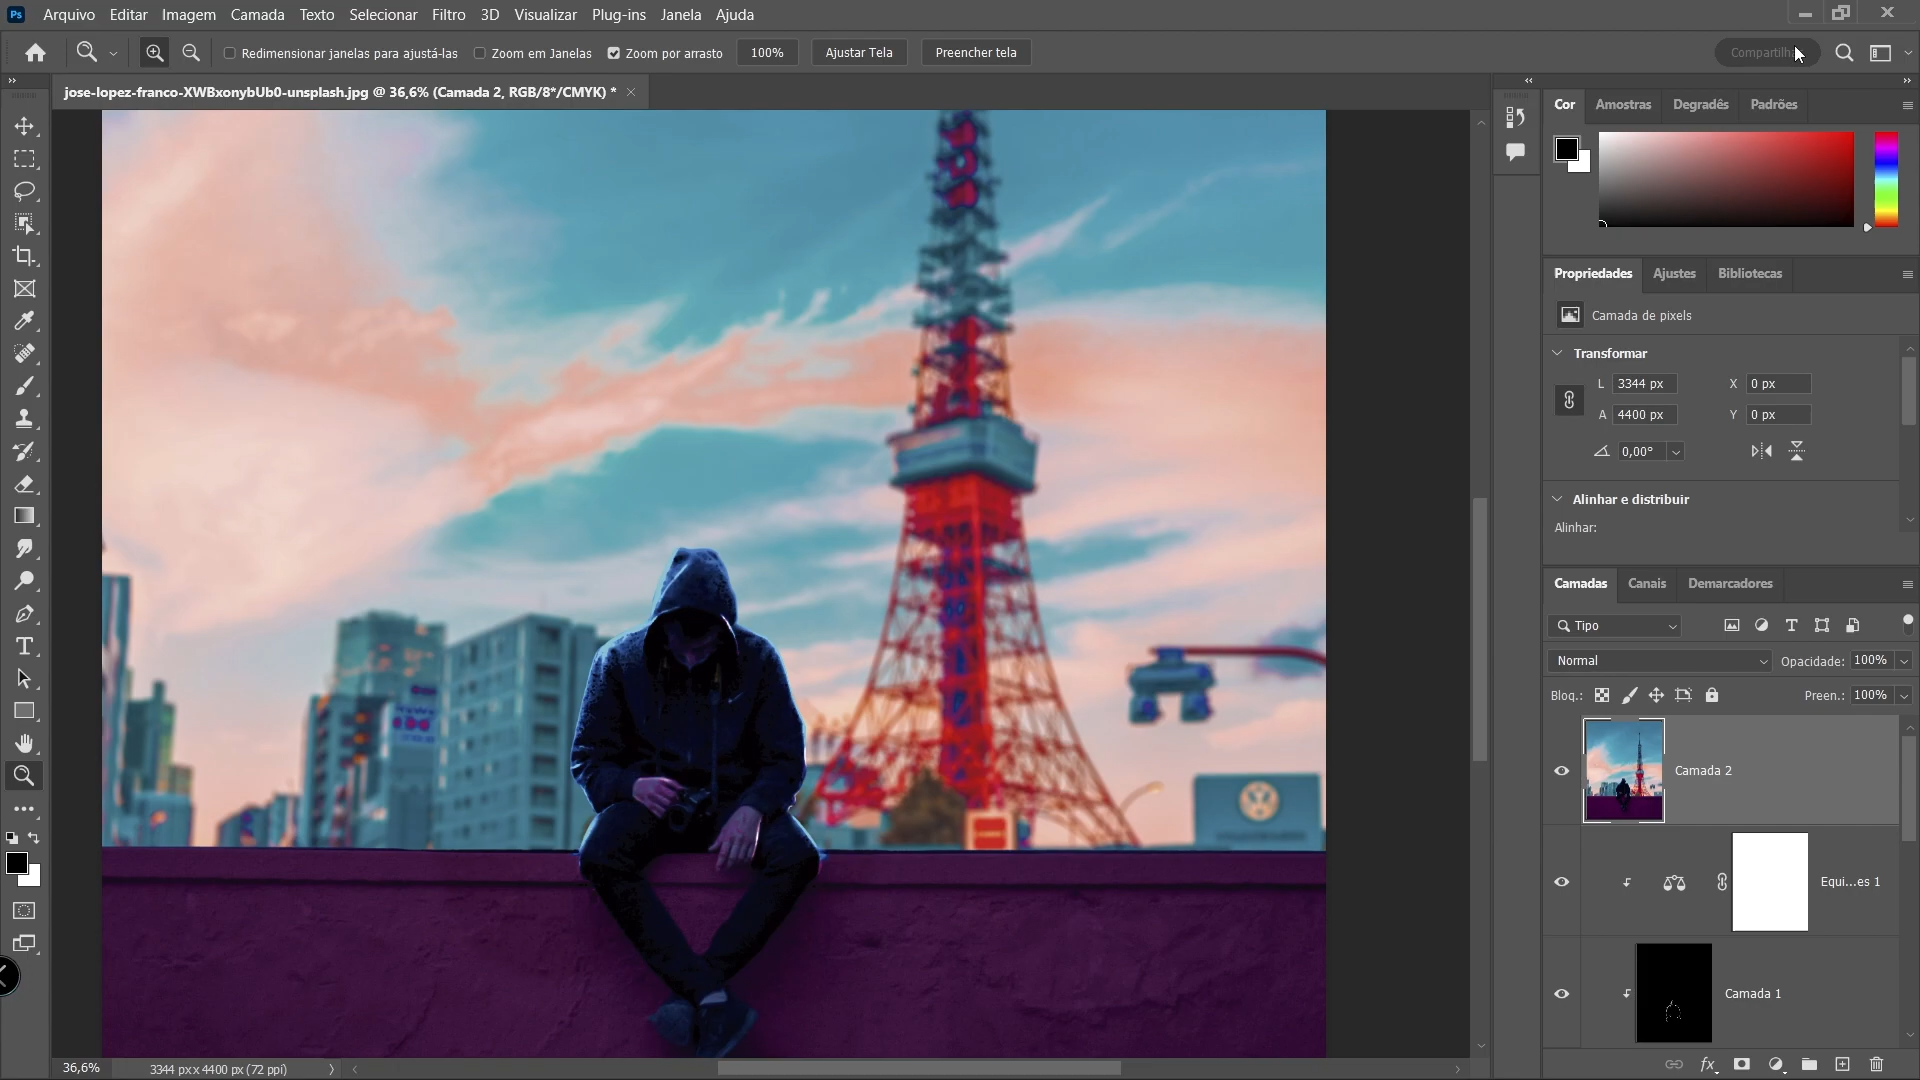 Ps Arquivo Editar Imagem Camada Texto Selecionar Filtro 3D Visualizar Plug-ins Janela Ajuda
Redimensionar janelas para ajustá-las Zoom em Janelas Zoom por arrasto 100% Ajustar Tela Preencher tela
jose-lopez-franco-XWBxonybUb0-unsplash.jpg @ 36,6% (Camada 2, RGB/8*/CMYK) *
Cor Amostras Degradês Padrões
Propriedades Ajustes Bibliotecas
Camada de pixels
Transformar
L 3344 px X 0 px
A 4400 px Y 0 px
0,00°
Alinhar e distribuir
Alinhar:
Camadas Canais Demarcadores
Tipo
Normal Opacidade: 100%
Bloq.: Preen.: 100%
Camada 2
Equi...es 1
Camada 1
fx
36,6% 3344 px x 4400 px (72 ppi)